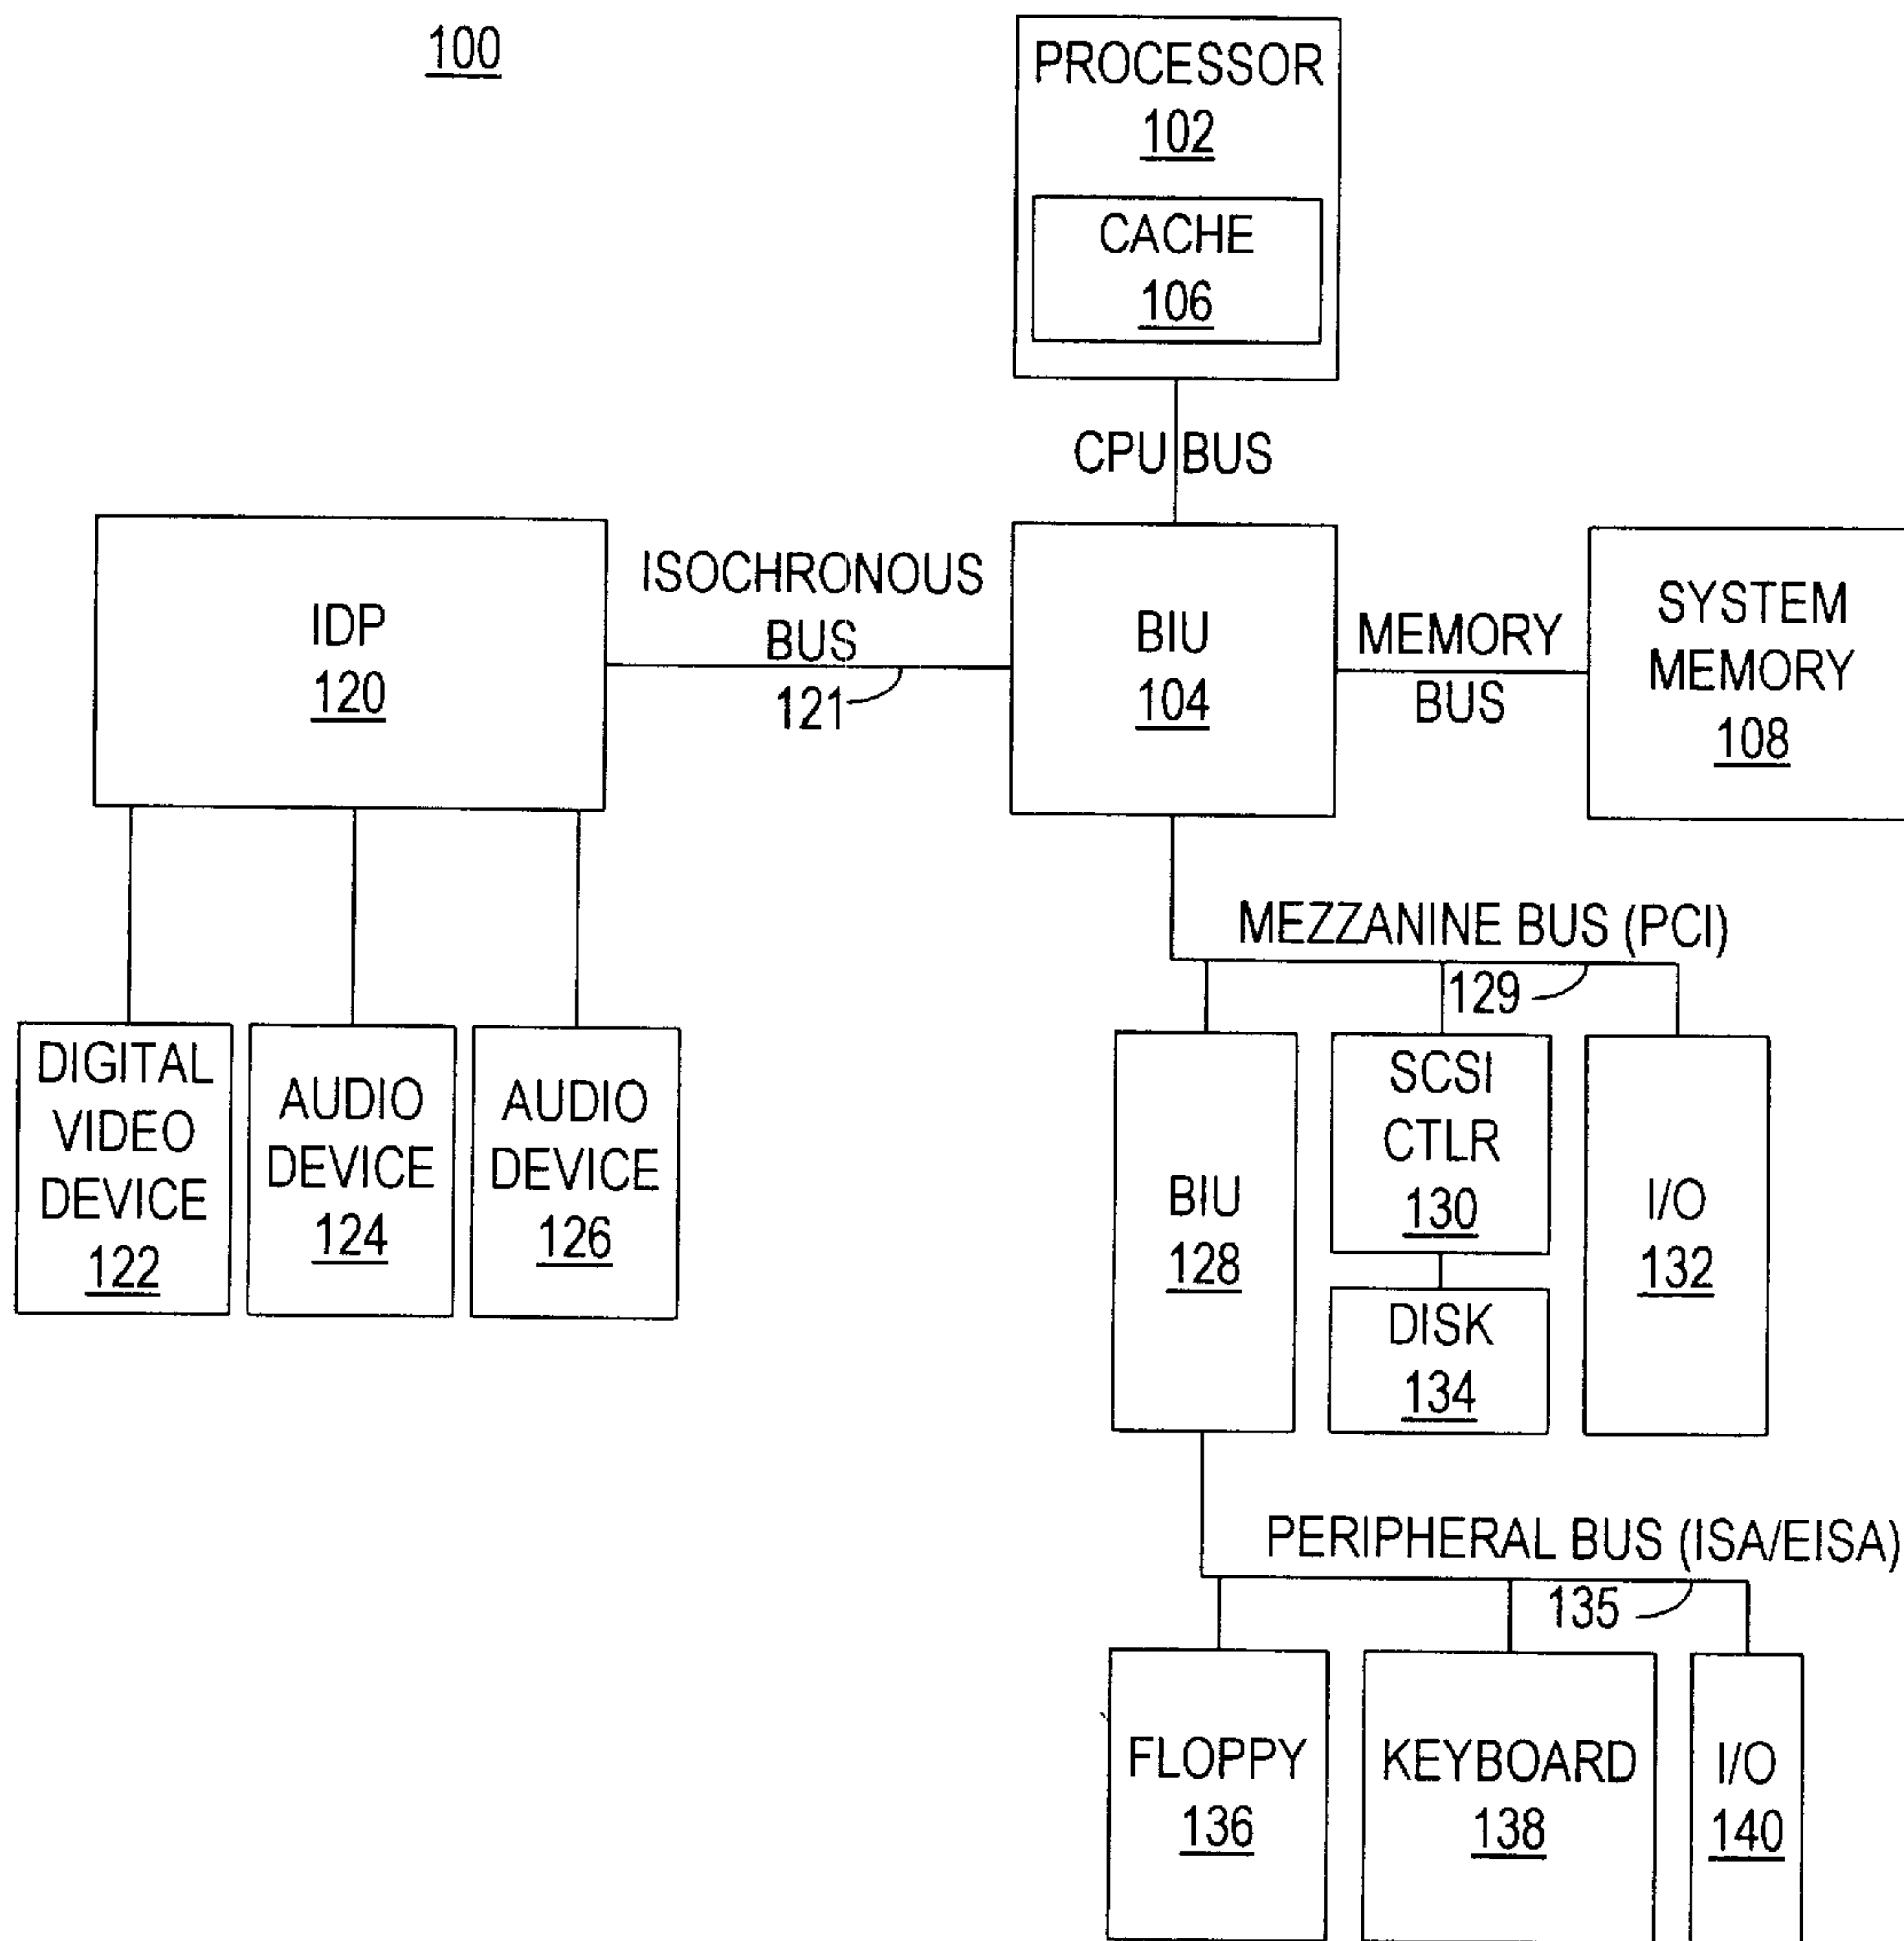 100
PROCESSOR
102
CACHE
106
CPU BUS
IDP
120
ISOCHRONOUS
BUS
121
BIU
104
MEMORY
BUS
SYSTEM
MEMORY
108
MEZZANINE BUS (PCI)
129
DIGITAL
VIDEO
DEVICE
122
AUDIO
DEVICE
124
AUDIO
DEVICE
126
BIU
128
SCSI
CTLR
130
DISK
134
I/O
132
PERIPHERAL BUS (ISA/EISA)
135
FLOPPY
136
KEYBOARD
138
I/O
140